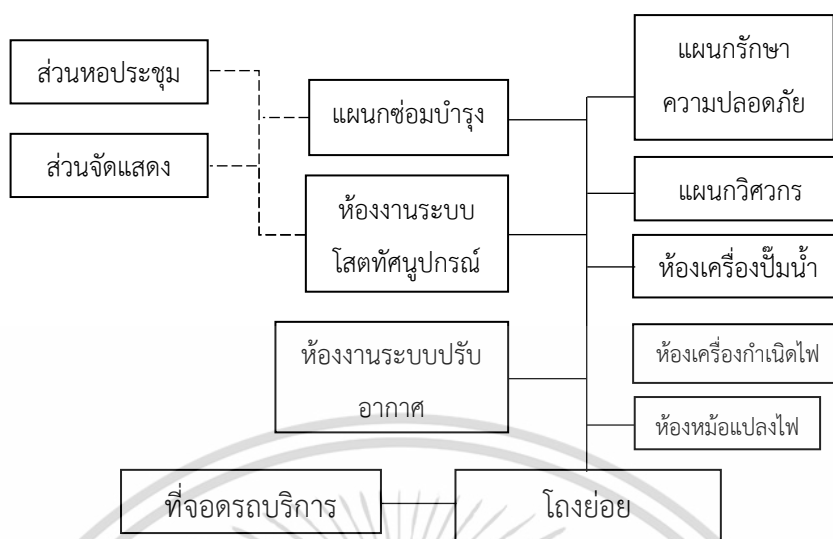 ส่วนหอประชุม
ส่วนจัดแสดง
แผนกซ่อมบำรุง
ห้องงานระบบ
โสตทัศนูปกรณ์
ห้องงานระบบปรับ
อากาศ
แผนกรักษา
ความปลอดภัย
แผนกวิศวกร
ห้องเครื่องปั๊มน้ำ
ห้องเครื่องกำเนิดไฟ
ห้องหม้อแปลงไฟ
ที่จอดรถบริการ
โถงย่อย